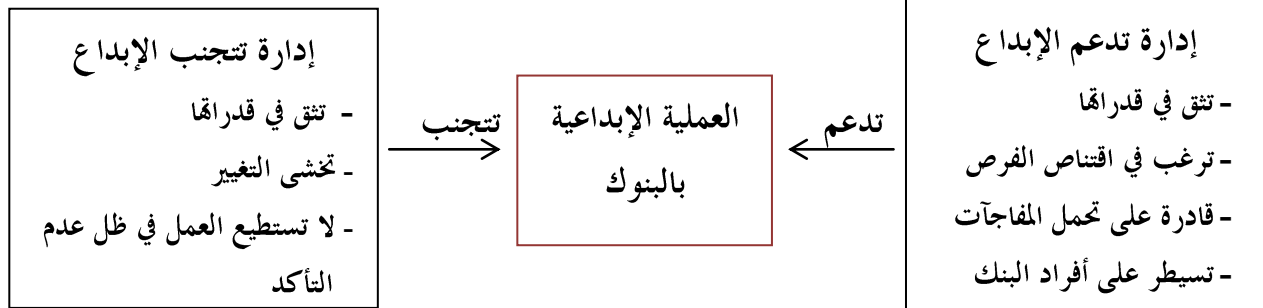 إدارة تدعم الإبداع
- تثق في قدراتها
- ترغب في اقتناص الفرص
- قادرة على تحمل المفاجآت
- تسيطر على أفراد البنك
تدعم
العملية الإبداعية
بالبنوك
تتجنب
إدارة تتجنب الإبداع
- تثق في قدراتها
- تخشى التغيير
- لا تستطيع العمل في ظل عدم
التأكد